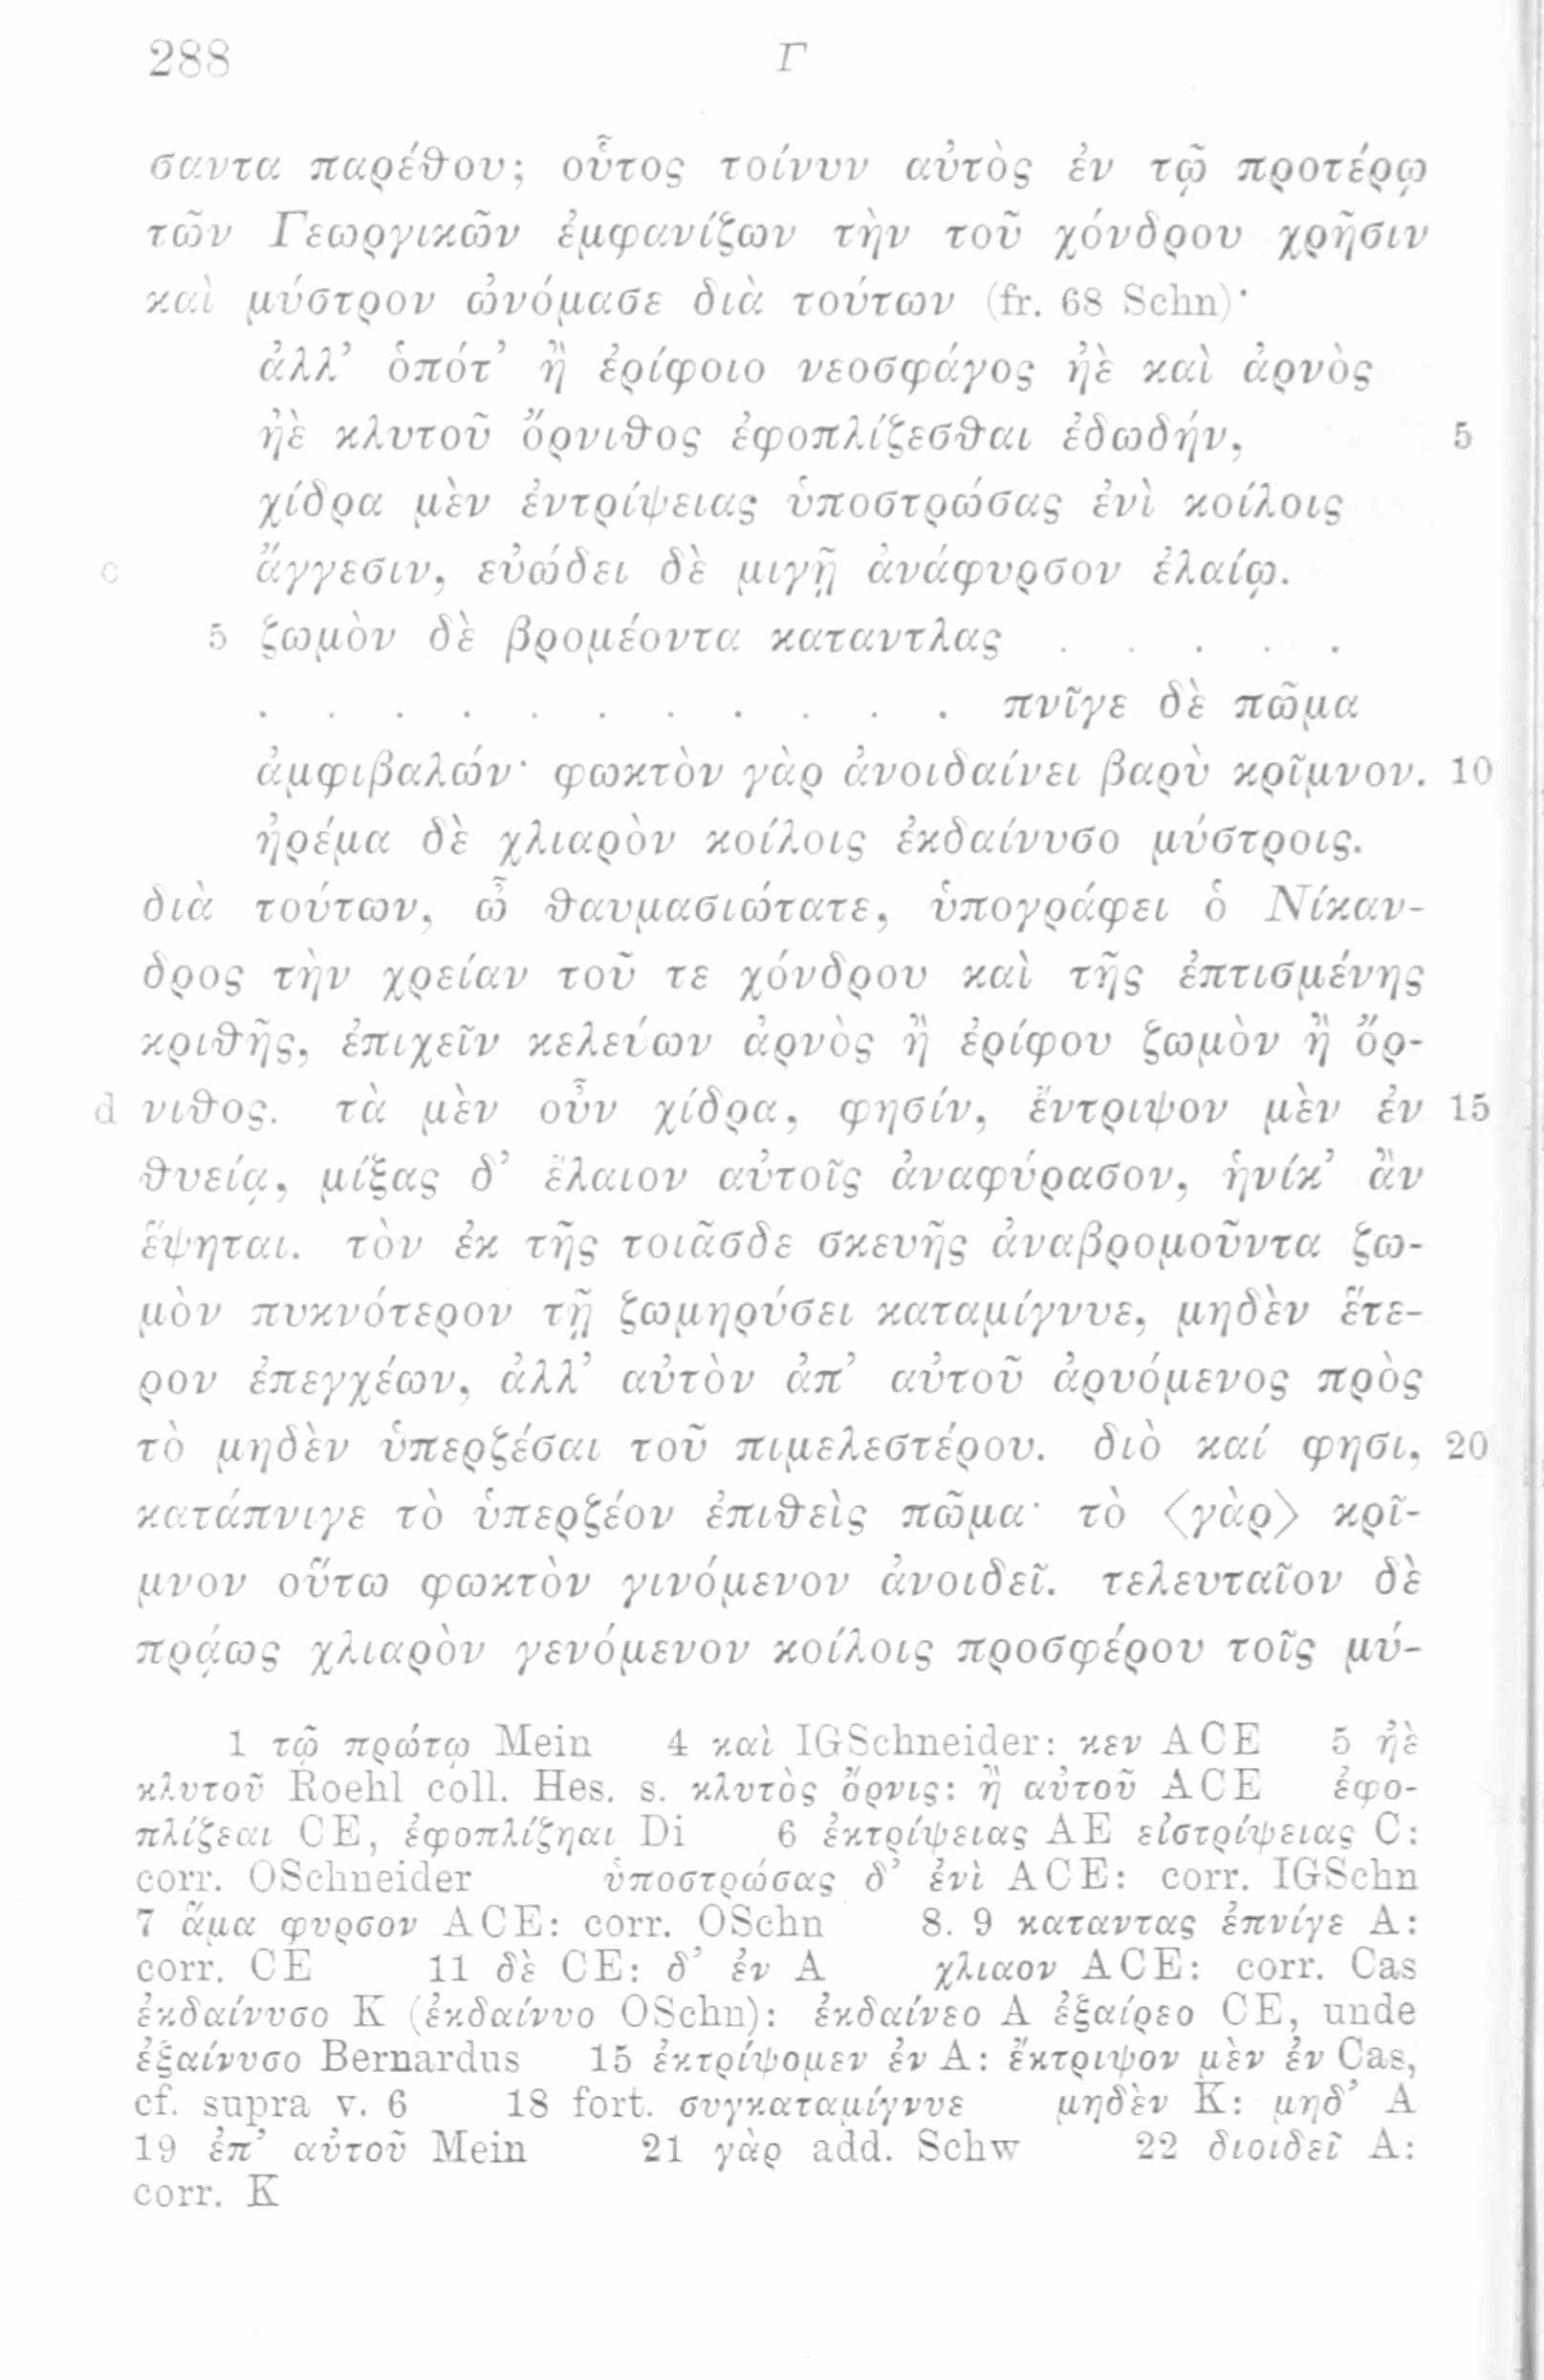 288 Γ
σαντα παρέθου; οὗτος τοίνυν αὐτὸς ἐν τῷ προτέρῳ
τῶν Γεωργικῶν ἐμφανίζων τὴν τοῦ χόνδρου χρῆσιν
καὶ μύστρον ὠνόμασε διὰ τούτων (fr. 68 Schn)·
ἀλλ’ ὁπότ’ ἢ ἐρίφοιο νεοσφάγος ἠὲ καὶ ἀρνὸς
ἠὲ κλυτοῦ ὄρνιθος ἐφοπλίζεσθαι ἐδωδήν, 5
χίδρα μὲν ἐντρίψειας ὑποστρώσας ἐνὶ κοίλοις
c ἄγγεσιν, εὐώδει δὲ μιγῇ ἀνάφυρσον ἐλαίῳ.
5 ζωμὸν δὲ βρομέοντα καταντλας . . . . .
. . . . . . . . . . . πνῖγε δὲ πῶμα
ἀμφιβαλών· φωκτὸν γὰρ ἀνοιδαίνει βαρὺ κρῖμνον. 10
ἠρέμα δὲ χλιαρὸν κοίλοις ἐκδαίνυσο μύστροις.
διὰ τούτων, ὦ θαυμασιώτατε, ὑπογράφει ὁ Νίκαν-
δρος τὴν χρείαν τοῦ τε χόνδρου καὶ τῆς ἐπτισμένης
κριθῆς, ἐπιχεῖν κελεύων ἀρνὸς ἢ ἐρίφου ζωμὸν ἢ ὄρ-
d νιθος. τὰ μὲν οὖν χίδρα, φησίν, ἔντριψον μὲν ἐν 15
θυείᾳ, μίξας δ’ ἔλαιον αὐτοῖς ἀναφύρασον, ἡνίκ’ ἂν
ἕψηται. τὸν ἐκ τῆς τοιᾶσδε σκευῆς ἀναβρομοῦντα ζω-
μὸν πυκνότερον τῇ ζωμηρύσει καταμίγνυε, μηδὲν ἕτε-
ρον ἐπεγχέων, ἀλλ’ αὐτὸν ἀπ’ αὐτοῦ ἀρυόμενος πρὸς
τὸ μηδὲν ὑπερζέσαι τοῦ πιμελεστέρου. διὸ καί φησι, 20
κατάπνιγε τὸ ὑπερζέον ἐπιθεὶς πῶμα· τὸ ⟨γὰρ⟩ κρῖ-
μνον οὕτω φωκτὸν γινόμενον ἀνοιδεῖ. τελευταῖον δὲ
πρᾴως χλιαρὸν γενόμενον κοίλοις προσφέρου τοῖς μύ-
1 τῷ πρώτῳ Mein 4 καὶ IGSchneider: κεν ACE 5 ἠὲ
κλυτοῦ Roehl coll. Hes. s. κλυτὸς ὄρνις: ἢ αὐτοῦ ACE ἐφο-
πλίζεαι CE, ἐφοπλίζηαι Di 6 ἐκτρίψειας AE εἰστρίψειας C:
corr. OSchneider ὑποστρώσας δ’ ἐνὶ ACE: corr. IGSchn
7 ἅμα φυρσον ACE: corr. OSchn 8. 9 καταντας ἐπνίγε A:
corr. CE 11 δὲ CE: δ’ ἐν A χλιαον ACE: corr. Cas
ἐκδαίνυσο K (ἐκδαίνυο OSchn): ἐκδαίνεο A ἐξαίρεο CE, unde
ἐξαίνυσο Bernardus 15 ἐκτρίψομεν ἐν A: ἔκτριψον μὲν ἐν Cas,
cf. supra v. 6 18 fort. συγκαταμίγνυε μηδὲν K: μηδ’ A
19 ἐπ’ αὐτοῦ Mein 21 γὰρ add. Schw 22 διοιδεῖ A:
corr. K